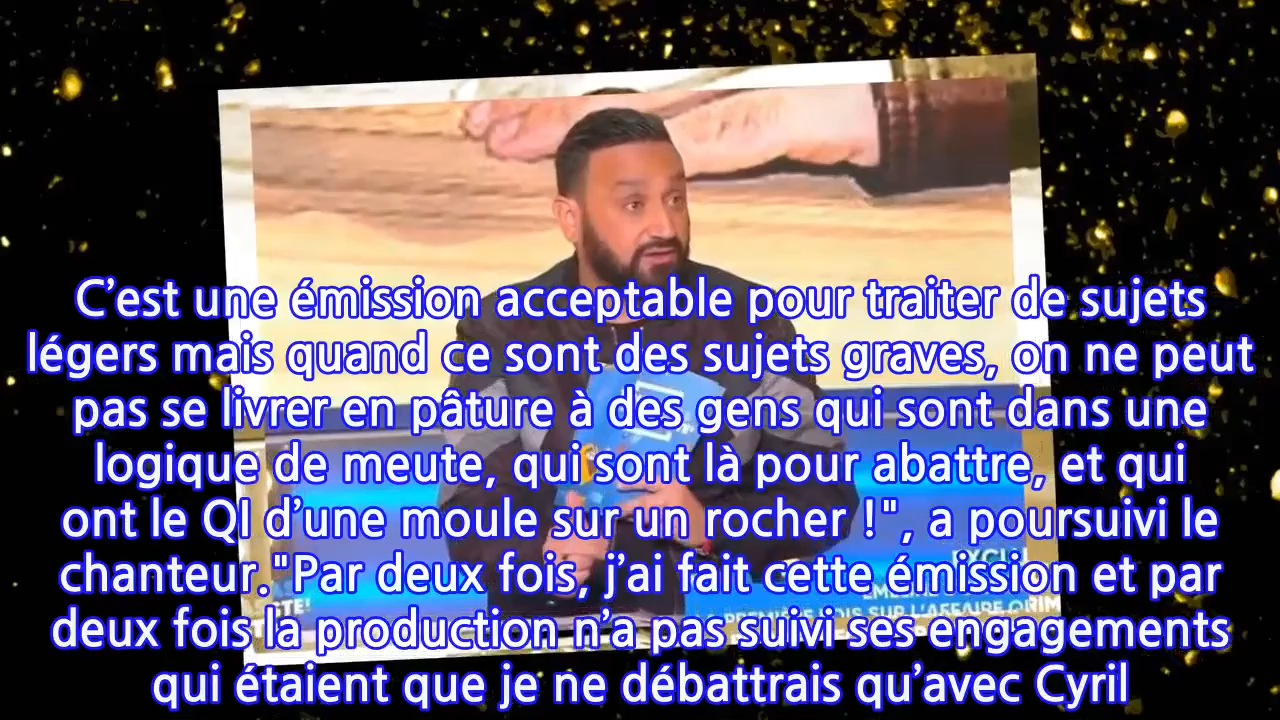 C’est une émission acceptable pour traiter de sujets
légers mais quand ce sont des sujets graves, on ne peut
pas se livrer en pâture à des gens qui sont dans une
logique de meute, qui sont là pour abattre, et qui
ont le QI d’une moule sur un rocher !", a poursuivi le
chanteur."Par deux fois, j’ai fait cette émission et par
deux fois la production n’a pas suivi ses engagements
qui étaient que je ne débattrais qu’avec Cyril